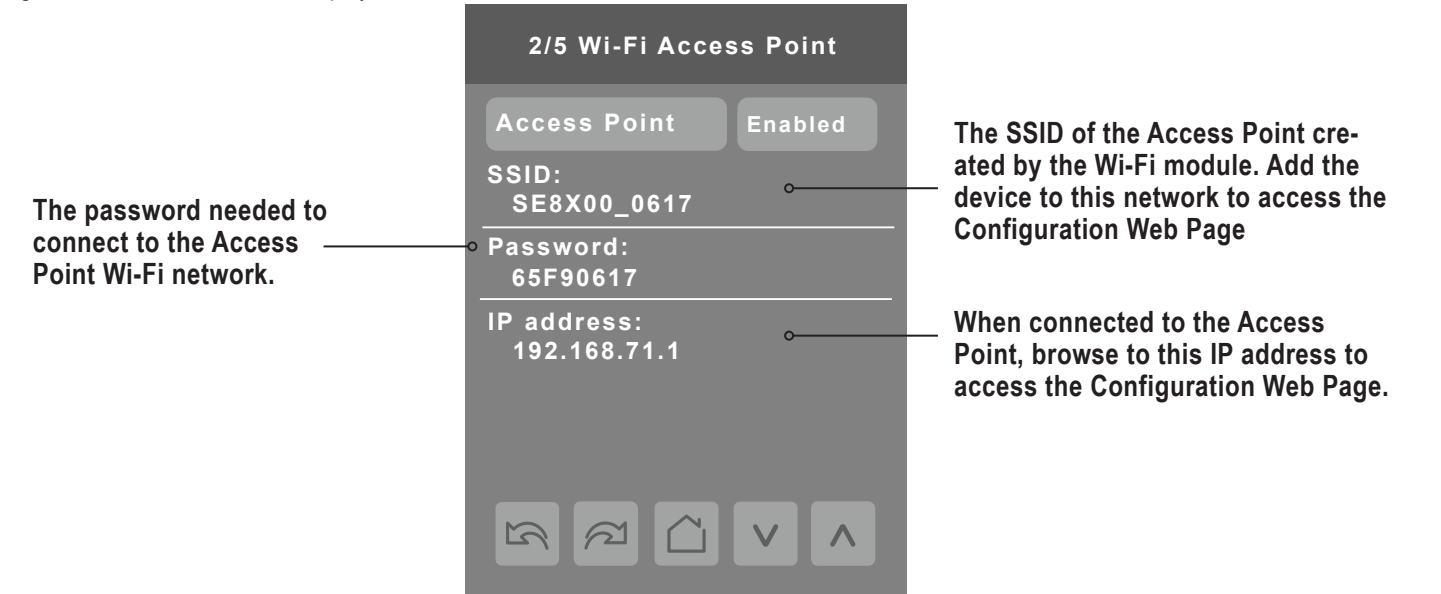 2/5 Wi-Fi Access Point
Access Point Enabled
SSID:
SE8X00_0617
Password:
65F90617
IP address:
192.168.71.1
The password needed to
connect to the Access
Point Wi-Fi network.
The SSID of the Access Point cre-
ated by the Wi-Fi module. Add the
device to this network to access the
Configuration Web Page
When connected to the Access
Point, browse to this IP address to
access the Configuration Web Page.